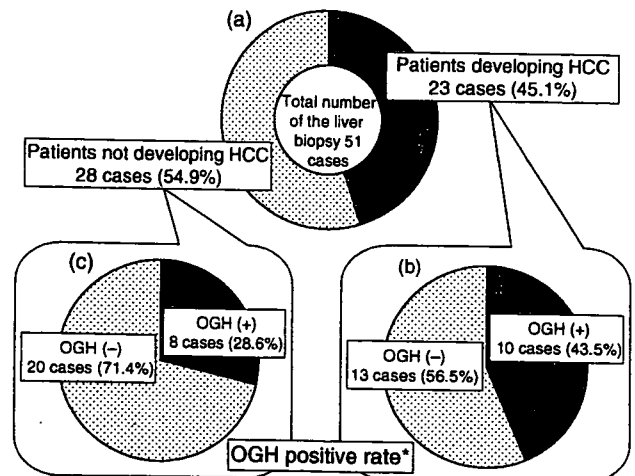 (a)
Patients developing HCC
23 cases (45.1%)
Total number
of the liver
biopsy 51
cases
Patients not developing HCC
28 cases (54.9%)
(c)
OGH (+)
8 cases (28.6%)
OGH (–)
20 cases (71.4%)
(b)
OGH (+)
10 cases (43.5%)
OGH (–)
13 cases (56.5%)
OGH positive rate*